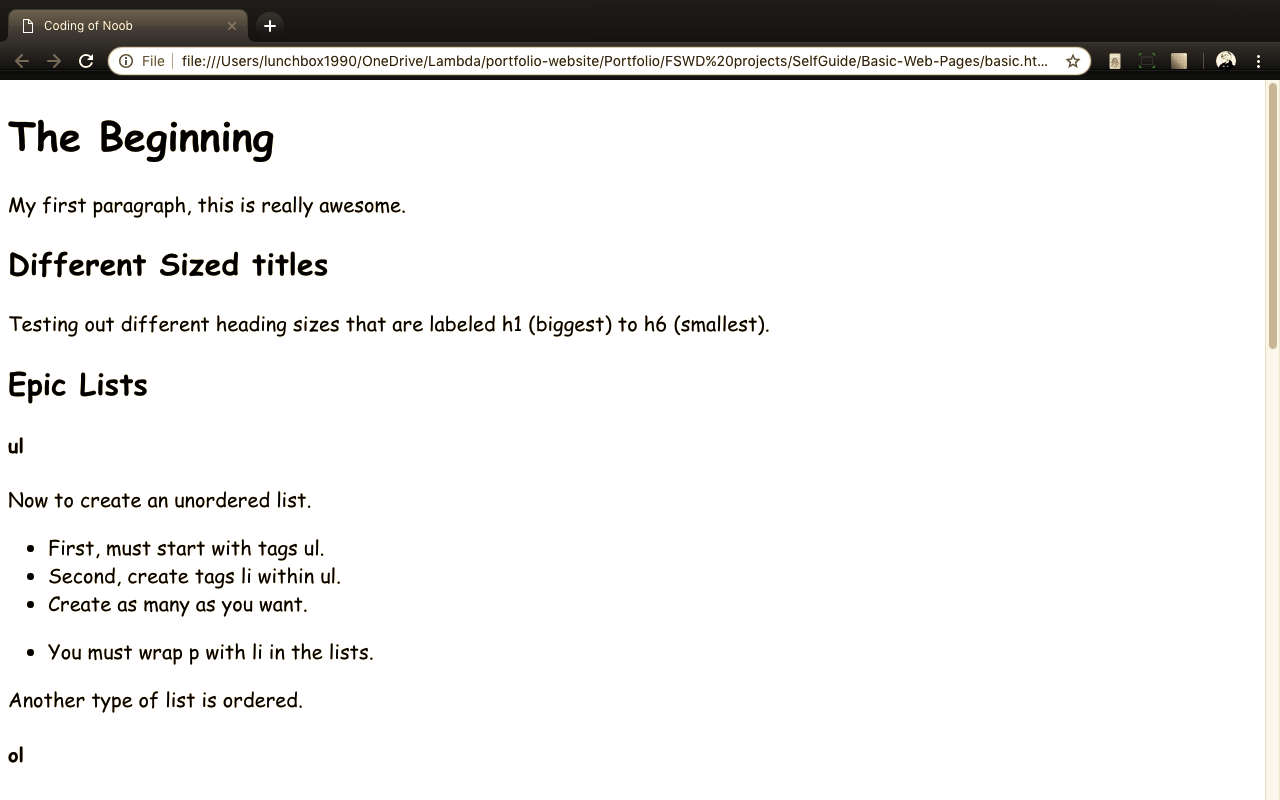 Coding of Noob
File file:///Users/lunchbox1990/OneDrive/Lambda/portfolio-website/Portfolio/FSWD%20projects/SelfGuide/Basic-Web-Pages/basic.ht...
The Beginning
My first paragraph, this is really awesome.
Different Sized titles
Testing out different heading sizes that are labeled h1 (biggest) to h6 (smallest).
Epic Lists
ul
Now to create an unordered list.
• First, must start with tags ul.
• Second, create tags li within ul.
• Create as many as you want.
• You must wrap p with li in the lists.
Another type of list is ordered.
ol